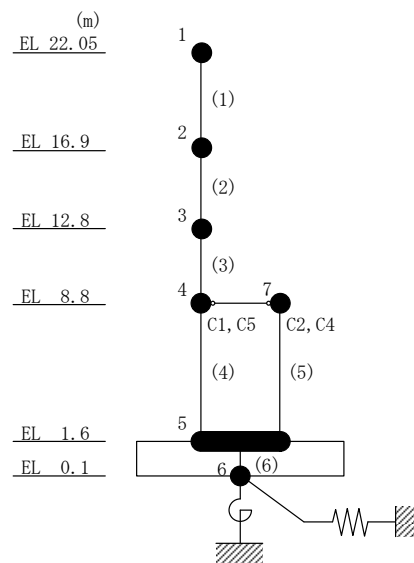 (m)
EL 22.05
1
(1)
EL 16.9
2
(2)
EL 12.8
3
(3)
EL 8.8
4
7
C1, C5
C2, C4
(4)
(5)
EL 1.6
5
EL 0.1
6
(6)